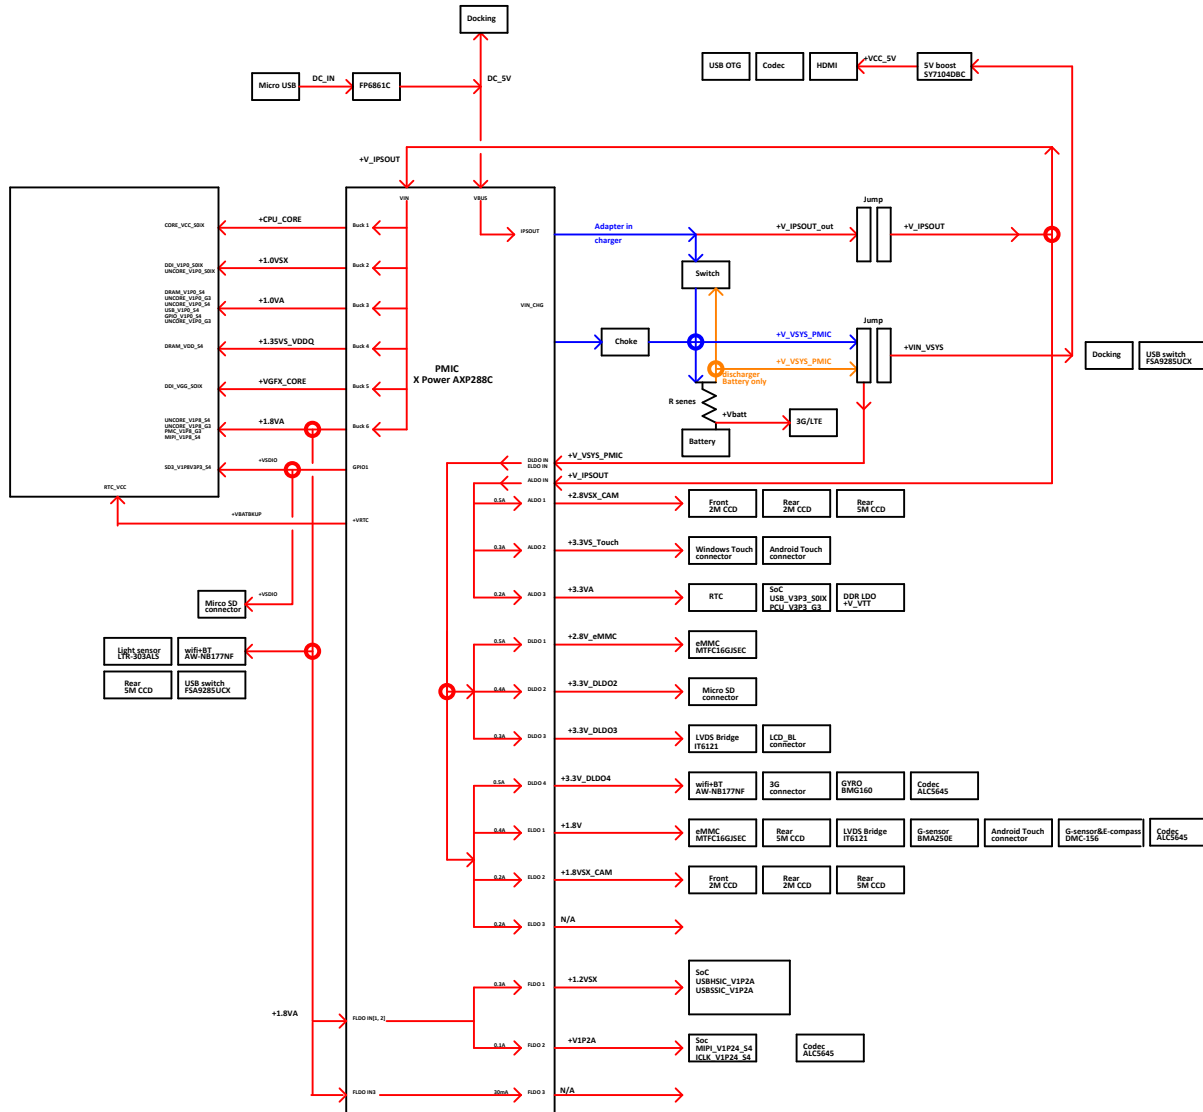 Docking
Micro USB
DC_IN
FP6861C
DC_5V
USB OTG
Codec
HDMI
+VCC_5V
5V boost
SY7104DBC
+V_IPSOUT
VIN
VBUS
IPSOUT
VIN_CHG
Adapter in
charger
+V_IPSOUT_out
Jump
+V_IPSOUT
Switch
Choke
+V_VSYS_PMIC
+V_VSYS_PMIC
discharger
Battery only
Jump
+VIN_VSYS
Docking
USB switch
FSA9285UCX
R senes
+Vbatt
Battery
3G/LTE
CORE_VCC_S0IX
+CPU_CORE
Buck 1
DDI_V1P0_S0IX
UNCORE_V1P0_S0IX
+1.0VSX
Buck 2
DRAM_V1P0_S4
UNCORE_V1P0_G3
UNCORE_V1P0_S4
USB_V1P0_S4
GPIO_V1P0_S4
UNCORE_V1P0_G3
+1.0VA
Buck 3
DRAM_VDD_S4
+1.35VS_VDDQ
Buck 4
PMIC
X Power AXP288C
DDI_VGG_SOIX
+VGFX_CORE
Buck 5
UNCORE_V1P8_S4
UNCORE_V1P8_G3
PMC_V1P8_G3
MIPI_V1P8_S4
+1.8VA
Buck 6
SD3_V1P8V3P3_S4
+VSDIO
GPIO1
RTC_VCC
+VBATBKUP
+VRTC
DLDO IN
ELDO IN
+V_VSYS_PMIC
ALDO IN
+V_IPSOUT
0.5A
ALDO 1
+2.8VSX_CAM
Front
2M CCD
Rear
2M CCD
Rear
5M CCD
0.3A
ALDO 2
+3.3VS_Touch
Windows Touch
connector
Android Touch
connector
0.2A
ALDO 3
+3.3VA
RTC
SoC
USB_V3P3_S0IX
PCU_V3P3_G3
DDR LDO
+V_VTT
Mirco SD
connector
+VSDIO
Light sensor
LTR-303ALS
wifi+BT
AW-NB177NF
Rear
5M CCD
USB switch
FSA9285UCX
0.5A
DLDO 1
+2.8V_eMMC
eMMC
MTFC16GJSEC
0.4A
DLDO 2
+3.3V_DLDO2
Micro SD
connector
0.3A
DLDO 3
+3.3V_DLDO3
LVDS Bridge
IT6121
LCD_BL
connector
0.5A
DLDO 4
+3.3V_DLDO4
wifi+BT
AW-NB177NF
3G
connector
GYRO
BMG160
Codec
ALC5645
0.4A
ELDO 1
+1.8V
eMMC
MTFC16GJSEC
Rear
5M CCD
LVDS Bridge
IT6121
G-sensor
BMA250E
Android Touch
connector
G-sensor&E-compass
DMC-156
Codec
ALC5645
0.2A
ELDO 2
+1.8VSX_CAM
Front
2M CCD
Rear
2M CCD
Rear
5M CCD
0.2A
ELDO 3
N/A
0.3A
FLDO 1
+1.2VSX
SoC
USBHSIC_V1P2A
USBSSIC_V1P2A
+1.8VA
FLDO IN[1, 2]
0.1A
FLDO 2
+V1P2A
Soc
MIPI_V1P24_S4
ICLK_V1P24_S4
Codec
ALC5645
FLDO IN3
30mA
FLDO 3
N/A